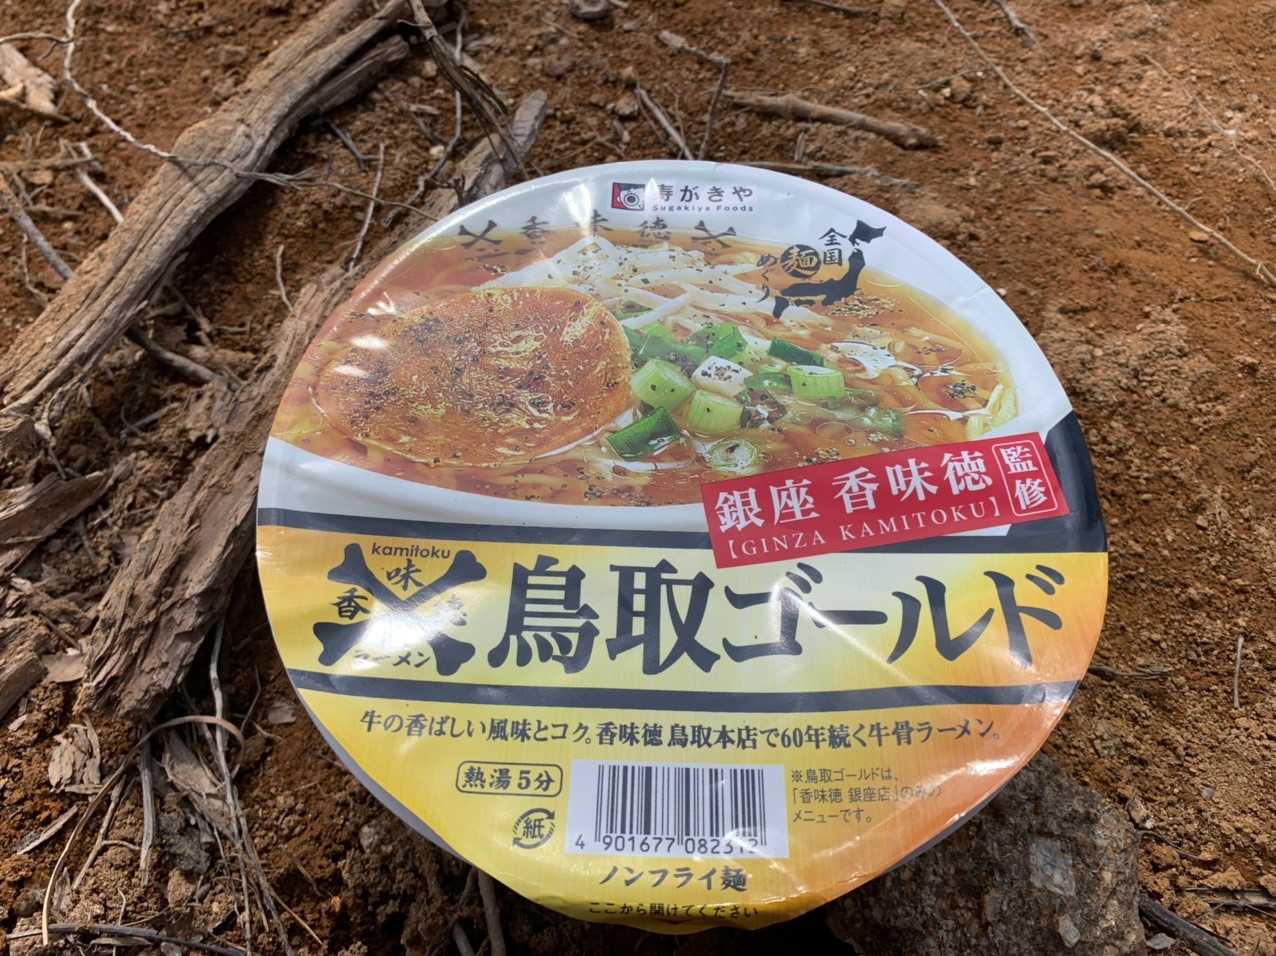 寿がきや
Sugakiya Foods
香味徳
全国
麺
めぐり
銀座 香味徳 監修
【GINZA KAMITOKU】
kamitoku
香味徳
ラーメン
鳥取ゴールド
牛の香ばしい風味とコク。香味徳 鳥取本店で60年続く牛骨ラーメン。
熱湯5分
※鳥取ゴールドは、
「香味徳 銀座店」のみの
メニューです。
紙
4 901677 082312
ノンフライ麺
ここから開けてください